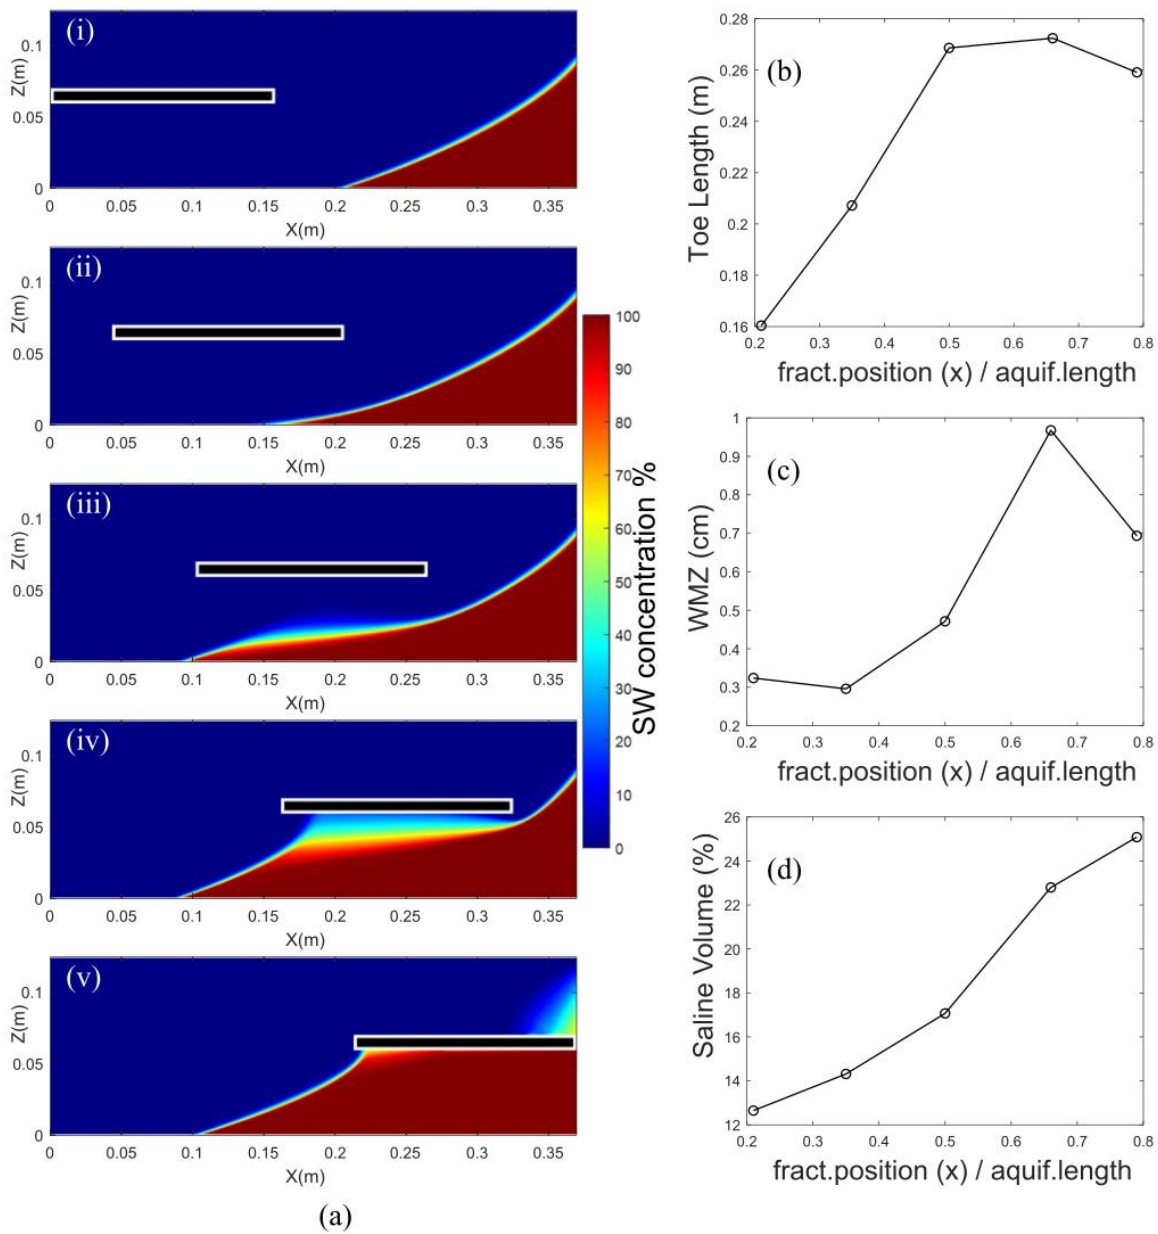 (i)
0.1
0.05
0
Z(m)
0 0.05 0.1 0.15 0.2 0.25 0.3 0.35
X(m)
(ii)
0.1
0.05
0
Z(m)
0 0.05 0.1 0.15 0.2 0.25 0.3 0.35
X(m)
(iii)
0.1
0.05
0
Z(m)
0 0.05 0.1 0.15 0.2 0.25 0.3 0.35
X(m)
(iv)
0.1
0.05
0
Z(m)
0 0.05 0.1 0.15 0.2 0.25 0.3 0.35
X(m)
(v)
0.1
0.05
0
Z(m)
0 0.05 0.1 0.15 0.2 0.25 0.3 0.35
X(m)
(a)
100
90
80
70
60
50
40
30
20
10
0
SW concentration %
(b)
0.28
0.26
0.24
0.22
0.2
0.18
0.16
Toe Length (m)
0.2 0.3 0.4 0.5 0.6 0.7 0.8
fract.position (x) / aquif.length
(c)
1
0.9
0.8
0.7
0.6
0.5
0.4
0.3
0.2
WMZ (cm)
0.2 0.3 0.4 0.5 0.6 0.7 0.8
fract.position (x) / aquif.length
(d)
26
24
22
20
18
16
14
12
Saline Volume (%)
0.2 0.3 0.4 0.5 0.6 0.7 0.8
fract.position (x) / aquif.length